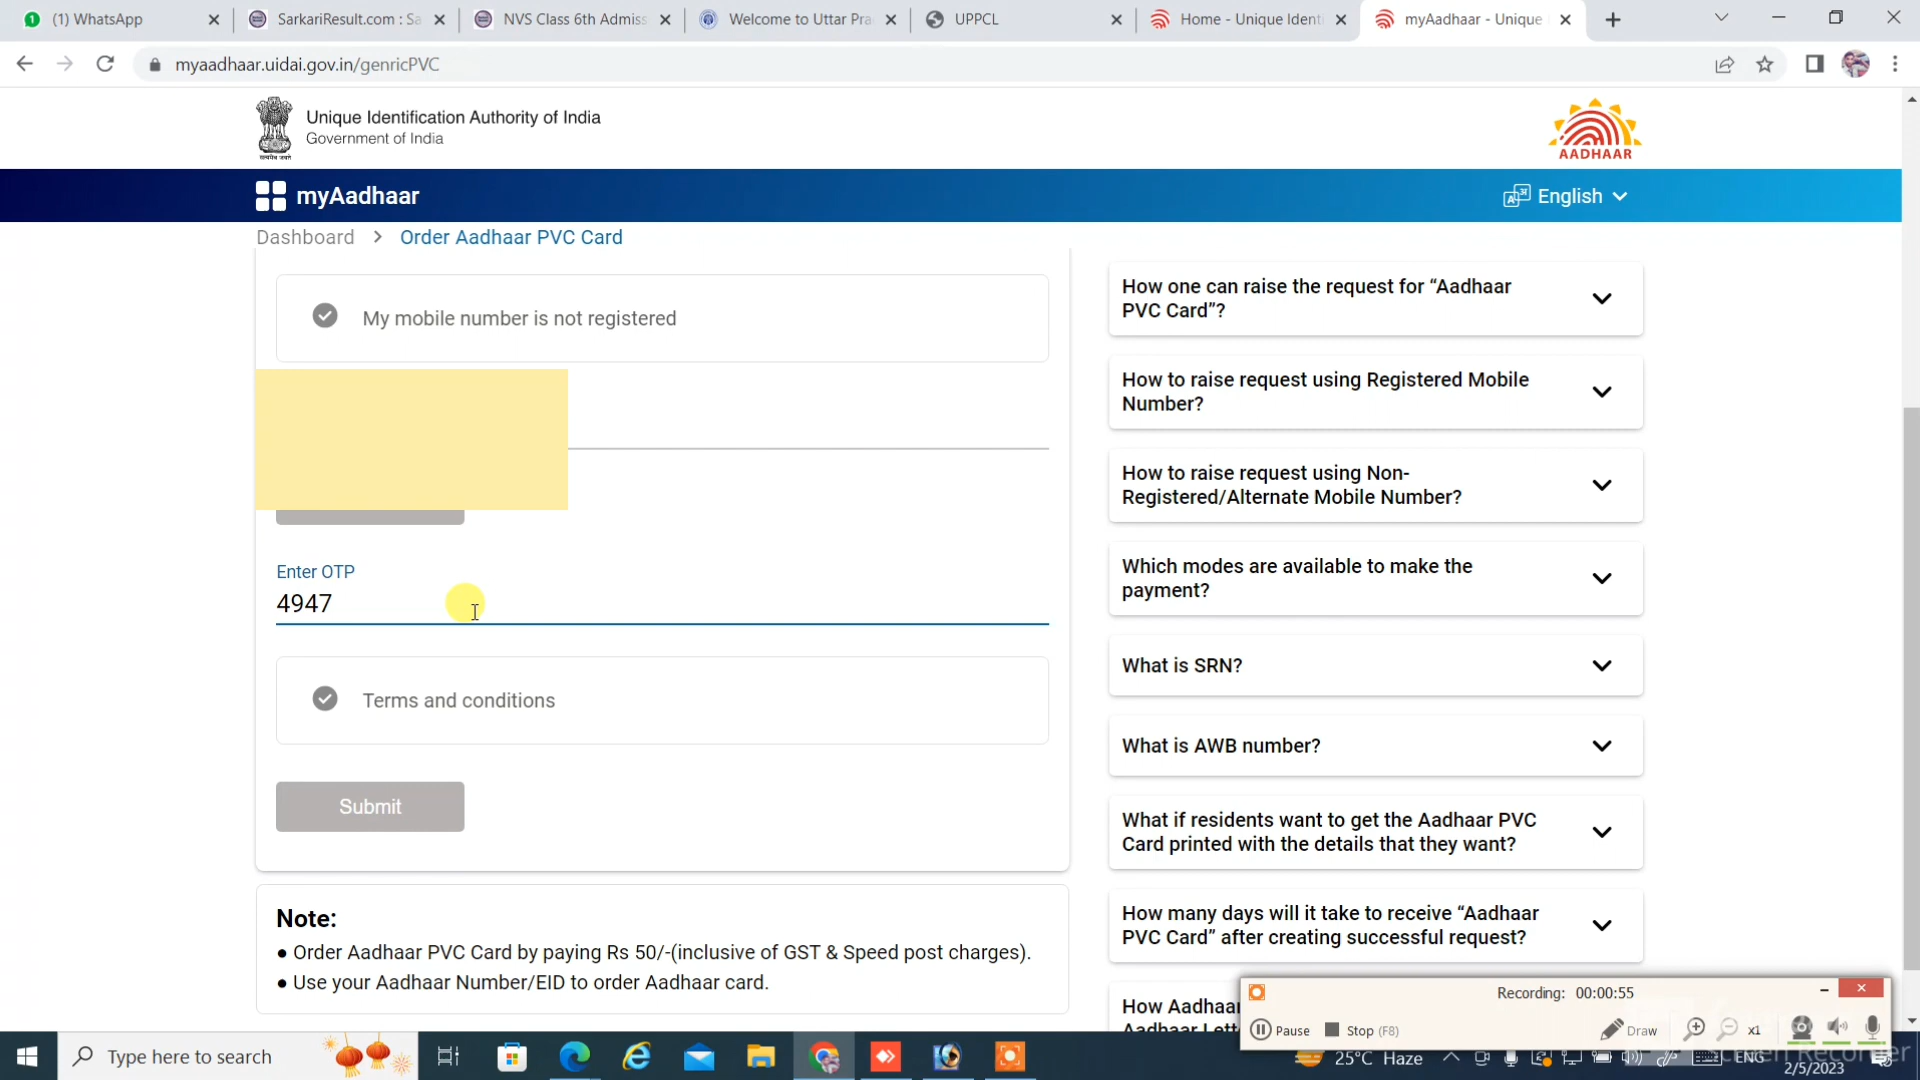 (1) WhatsApp
SarkariResult.com : Sa
NVS Class 6th Admiss
Welcome to Uttar Pra
UPPCL
Home - Unique Identi
myAadhaar - Unique
myaadhaar.uidai.gov.in/genricPVC
Unique Identification Authority of India
Government of India
सत्यमेव जयते
AADHAAR
myAadhaar
English
Dashboard > Order Aadhaar PVC Card
My mobile number is not registered
Enter OTP
4947
Terms and conditions
Submit
Note:
● Order Aadhaar PVC Card by paying Rs 50/-(inclusive of GST & Speed post charges).
● Use your Aadhaar Number/EID to order Aadhaar card.
How one can raise the request for “Aadhaar
PVC Card”?
How to raise request using Registered Mobile
Number?
How to raise request using Non-
Registered/Alternate Mobile Number?
Which modes are available to make the
payment?
What is SRN?
What is AWB number?
What if residents want to get the Aadhaar PVC
Card printed with the details that they want?
How many days will it take to receive “Aadhaar
PVC Card” after creating successful request?
How Aadhaar
Recording: 00:00:55
Pause
Stop (F8)
Draw
x1
Type here to search
25°C Haze
ENG
2/5/2023